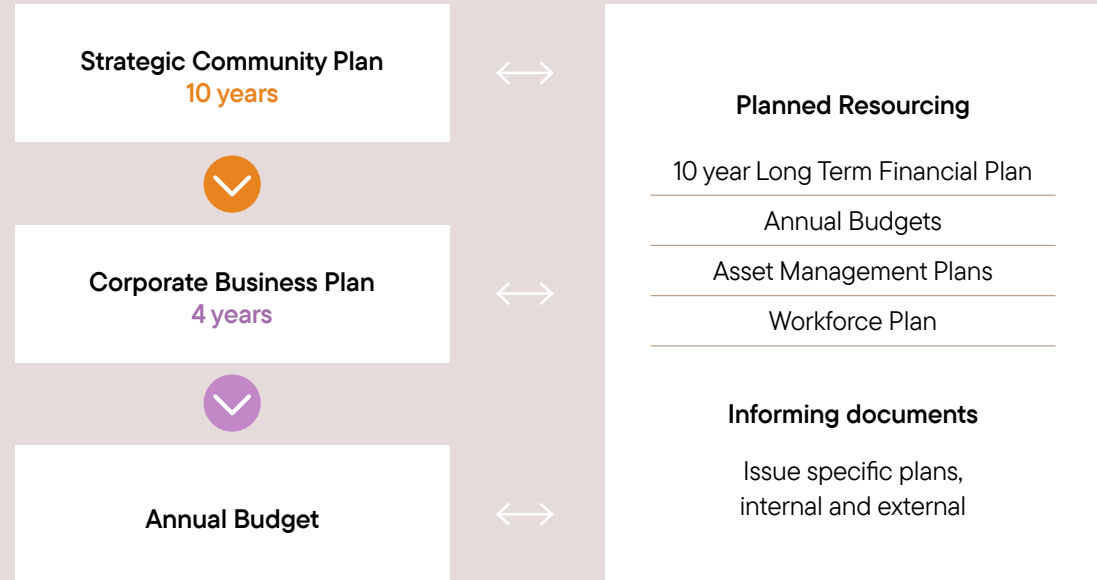 Strategic Community Plan
10 years
Corporate Business Plan
4 years
Annual Budget
Planned Resourcing
10 year Long Term Financial Plan
Annual Budgets
Asset Management Plans
Workforce Plan
Informing documents
Issue specific plans,
internal and external